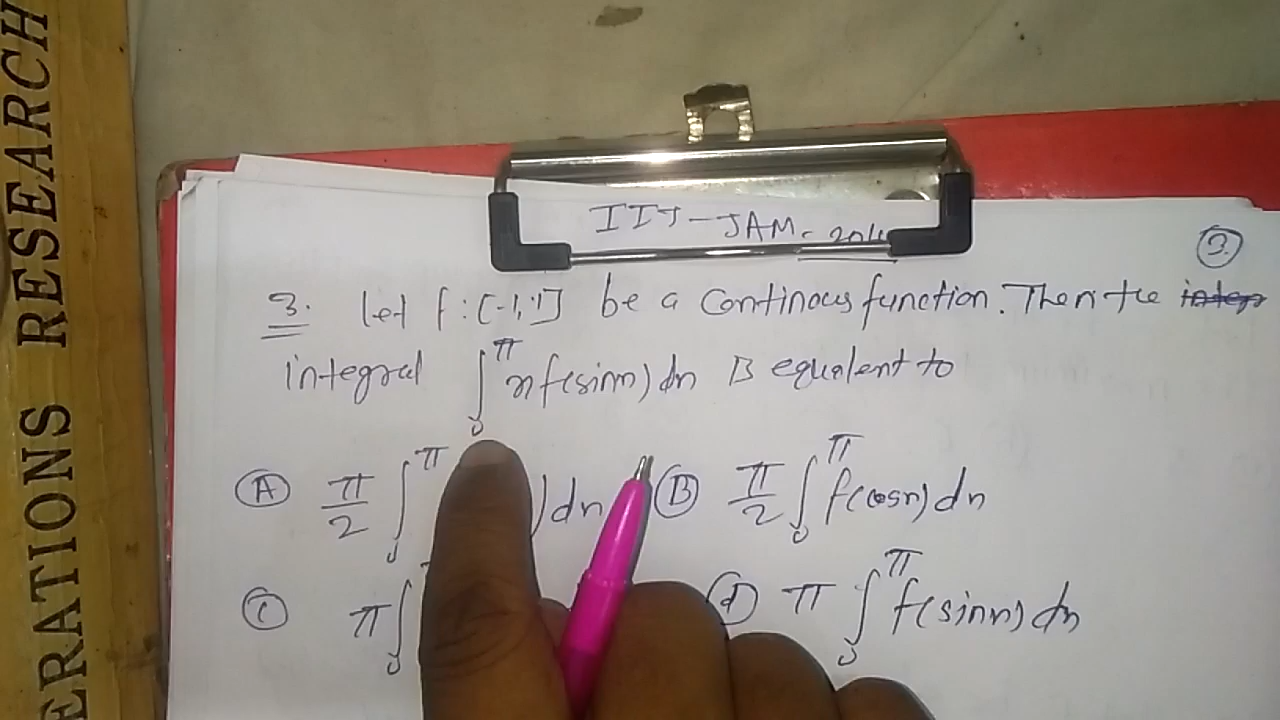 ERATIONS RESEARCH
IIT-JAM-
3.
3. Let f:[-1,1] be a Continous function. Then the
integral ∫₀^π x f(sinx) dx is equalent to
(A) π/2 ∫₀^π )dx (B) π/2 ∫₀^π f(cosx) dx
(C) π ∫₀ (d) π ∫₀^π f(sinx) dx